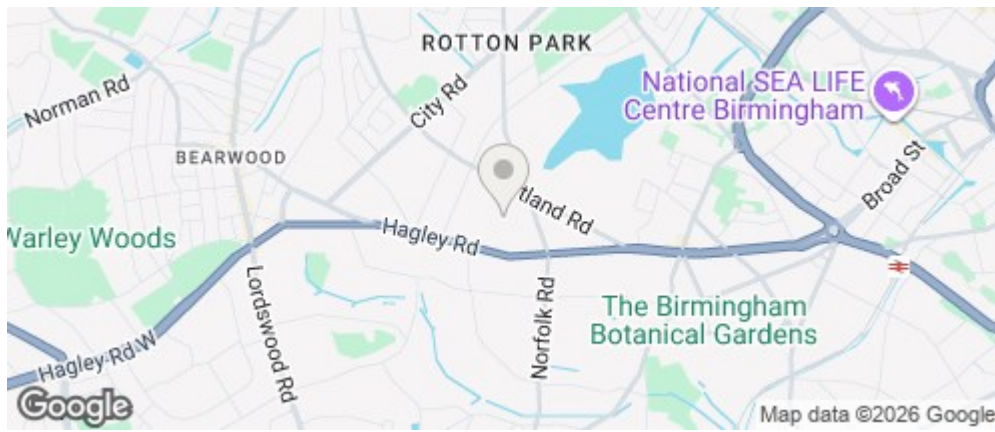 ROTTON PARK
National SEA LIFE
Centre Birmingham
Norman Rd
City Rd
BEARWOOD
Broad St
tland Rd
Warley Woods
Hagley Rd
Lordswood Rd
Norfolk Rd
The Birmingham
Botanical Gardens
Hagley Rd W
Google
Map data ©2026 Google